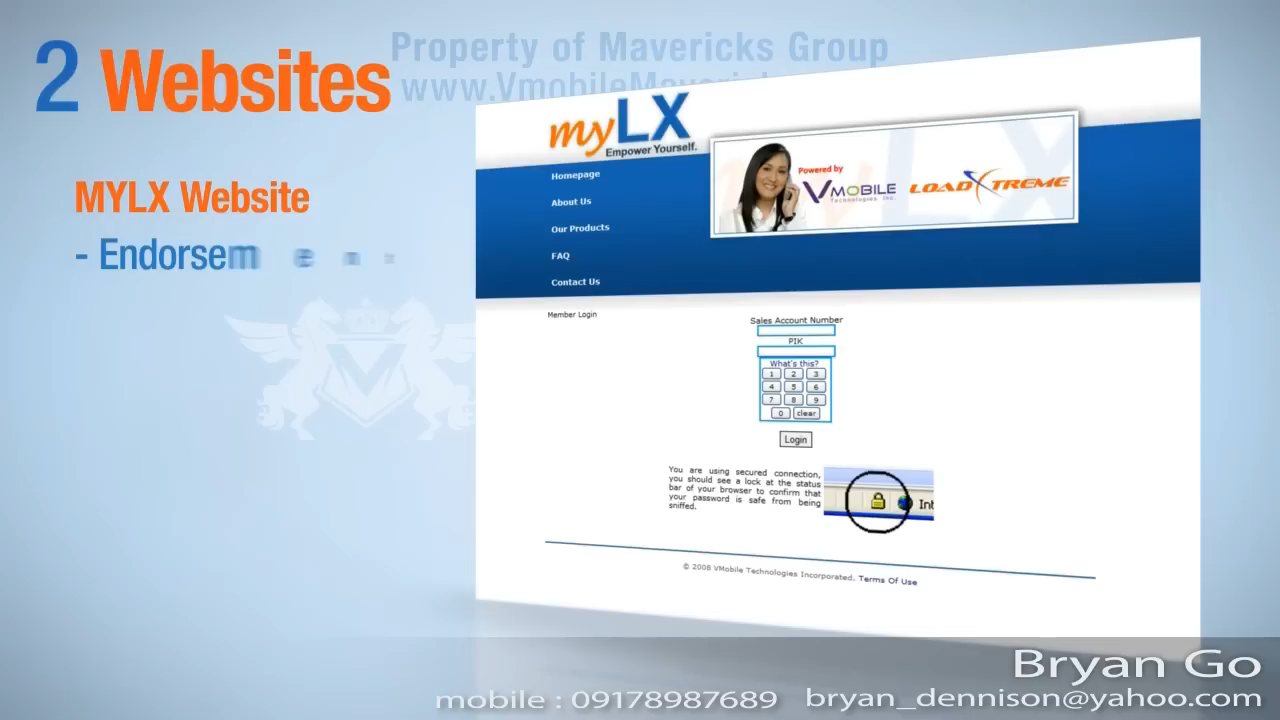 2 Websites
Property of Mavericks Group
MYLX Website
- Endorsemen
myLX
Empower Yourself.
Homepage
About Us
Our Products
FAQ
Contact Us
Powered by
VMOBILE
Technologies Inc.
LOADXTREME
Member Login
Sales Account Number
PIK
What's this?
1 2 3
4 5 6
7 8 9
0 clear
Login
You are using secured connection,
you should see a lock at the status
bar of your browser to confirm that
your password is safe from being
sniffed.
Int
© 2008 VMobile Technologies Incorporated. Terms Of Use
Bryan Go
mobile : 09178987689 bryan_dennison@yahoo.com